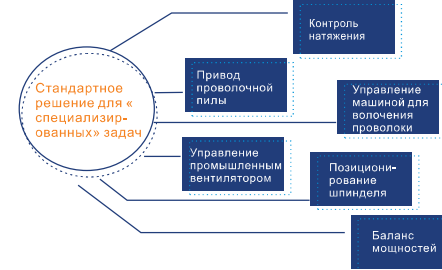 Контроль
натяжения
Стандартное
решение для «
специализир-
ованных» задач
Привод
проволочной
пилы
Управление
машиной для
волочения
проволоки
Управление
промышленным
вентилятором
Позициони-
рование
шпинделя
Баланс
мощностей